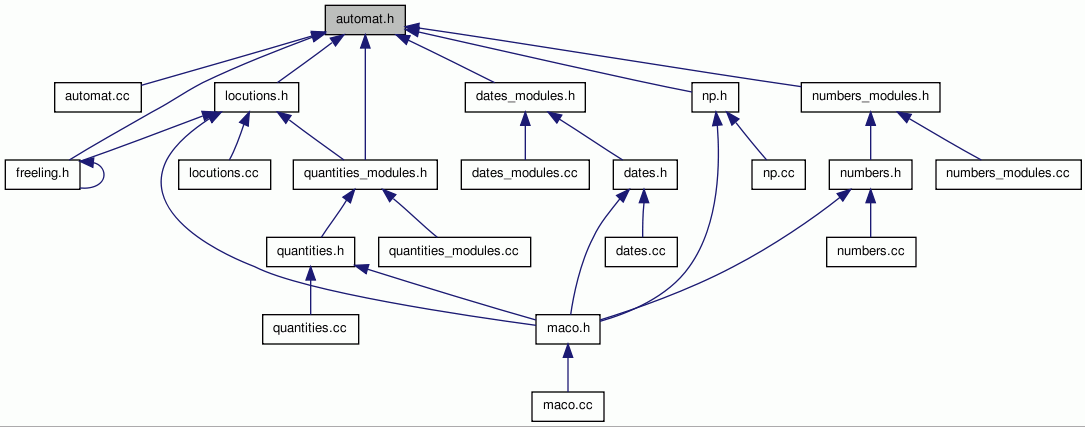 automat.h
automat.cc
locutions.h
dates_modules.h
np.h
numbers_modules.h
freeling.h
locutions.cc
quantities_modules.h
dates_modules.cc
dates.h
np.cc
numbers.h
numbers_modules.cc
quantities.h
quantities_modules.cc
dates.cc
numbers.cc
quantities.cc
maco.h
maco.cc